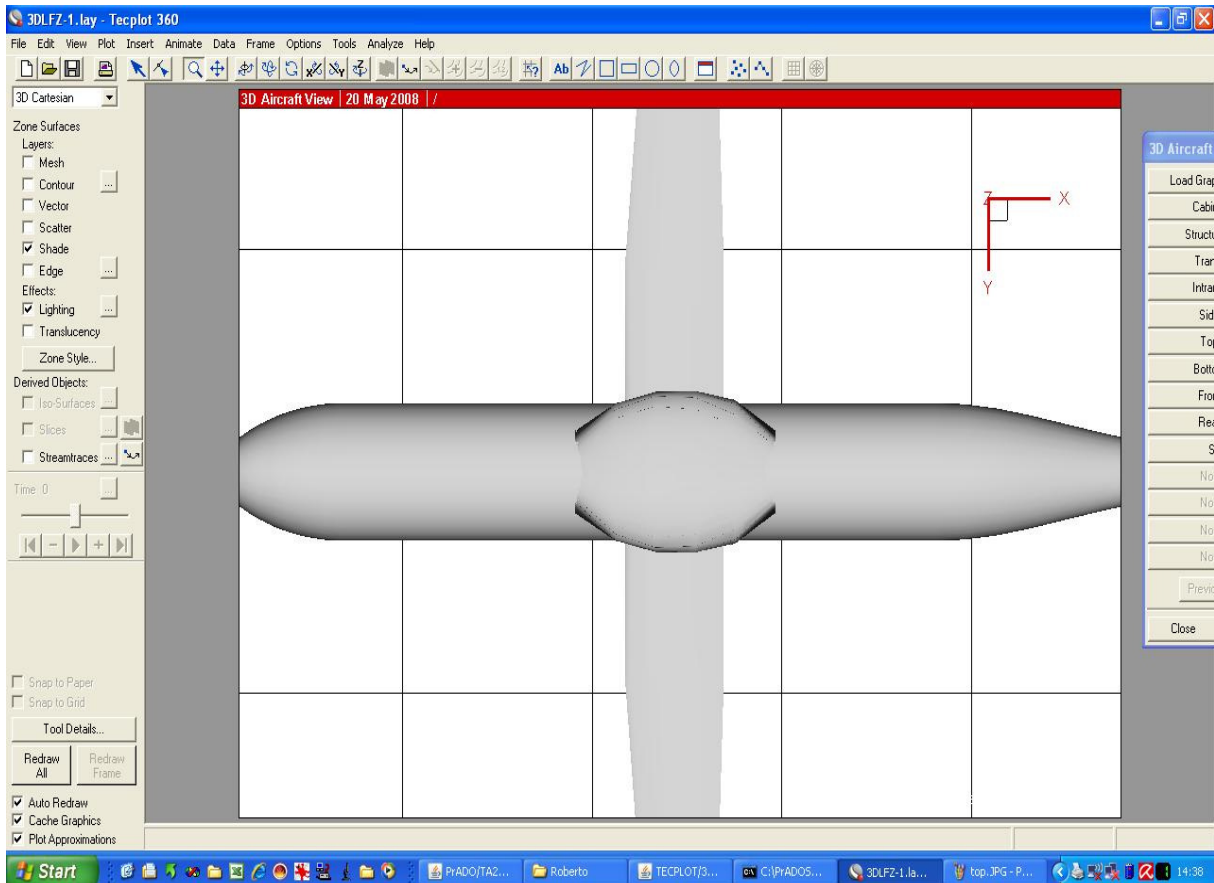 3DLFZ-1.lay - Tecplot 360
File Edit View Plot Insert Animate Data Frame Options Tools Analyze Help
Ab
3D Cartesian
3D Aircraft View | 20 May 2008 | /
Zone Surfaces
Layers:
Mesh
Contour ...
Vector
Scatter
Shade
Edge ...
Effects:
Lighting ...
Translucency
Zone Style...
Derived Objects:
Iso-Surfaces ...
Slices ...
Streamtraces ...
Time 0 ...
Snap to Paper
Snap to Grid
Tool Details...
Redraw All
Redraw Frame
Auto Redraw
Cache Graphics
Plot Approximations
Z X
Y
3D Aircraft
Load Grap
Cabi
Structu
Tran
Intra
Sid
Top
Botto
Fro
Rea
S
No
No
No
No
Previo
Close
Start
PrADO/TA2...
Roberto
TECPLOT/3...
C:\PrADOS...
3DLFZ-1.la...
top.JPG - P...
14:38